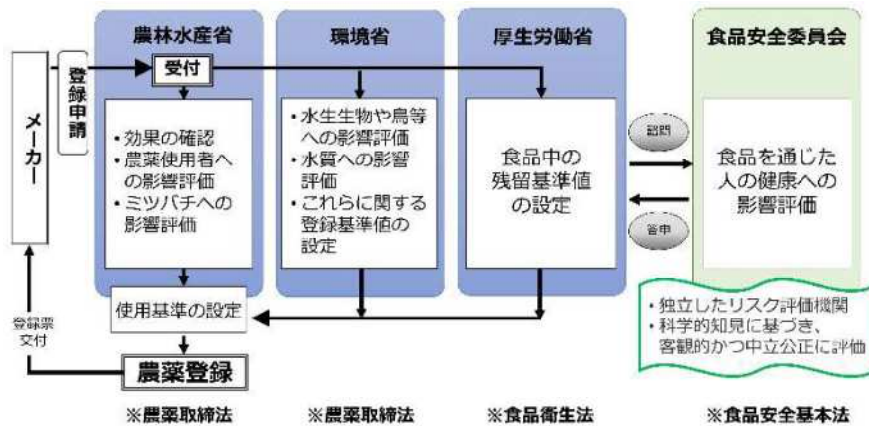 農林水産省
環境省
厚生労働省
食品安全委員会
メーカー
登録申請
受付
・効果の確認
・農薬使用者へ
の影響評価
・ミツバチへの
影響評価
・水生生物や鳥等
への影響評価
・水質への影響
評価
・これらに関する
登録基準値の
設定
食品中の
残留基準値
の設定
諮問
答申
食品を通じた
人の健康への
影響評価
使用基準の設定
登録票
交付
農薬登録
・独立したリスク評価機関
・科学的知見に基づき、
客観的かつ中立公正に評価
※農薬取締法
※農薬取締法
※食品衛生法
※食品安全基本法